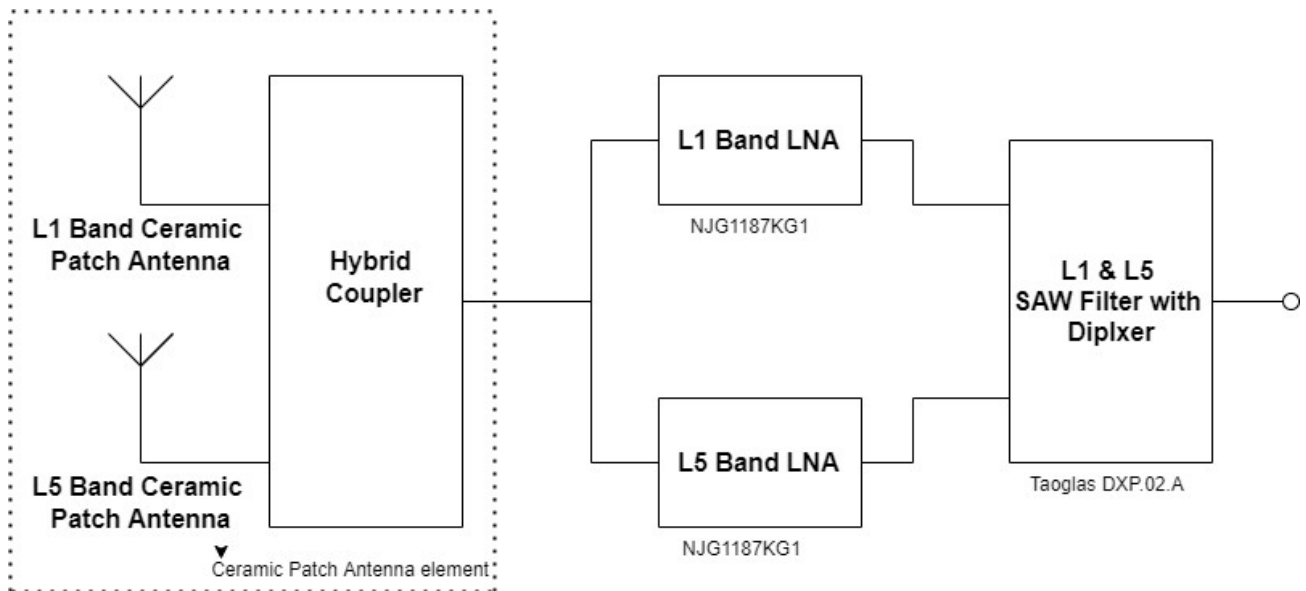 L1 Band Ceramic
Patch Antenna
L5 Band Ceramic
Patch Antenna
Ceramic Patch Antenna element
Hybrid
Coupler
L1 Band LNA
NJG1187KG1
L5 Band LNA
NJG1187KG1
L1 & L5
SAW Filter with
Diplxer
Taoglas DXP.02.A